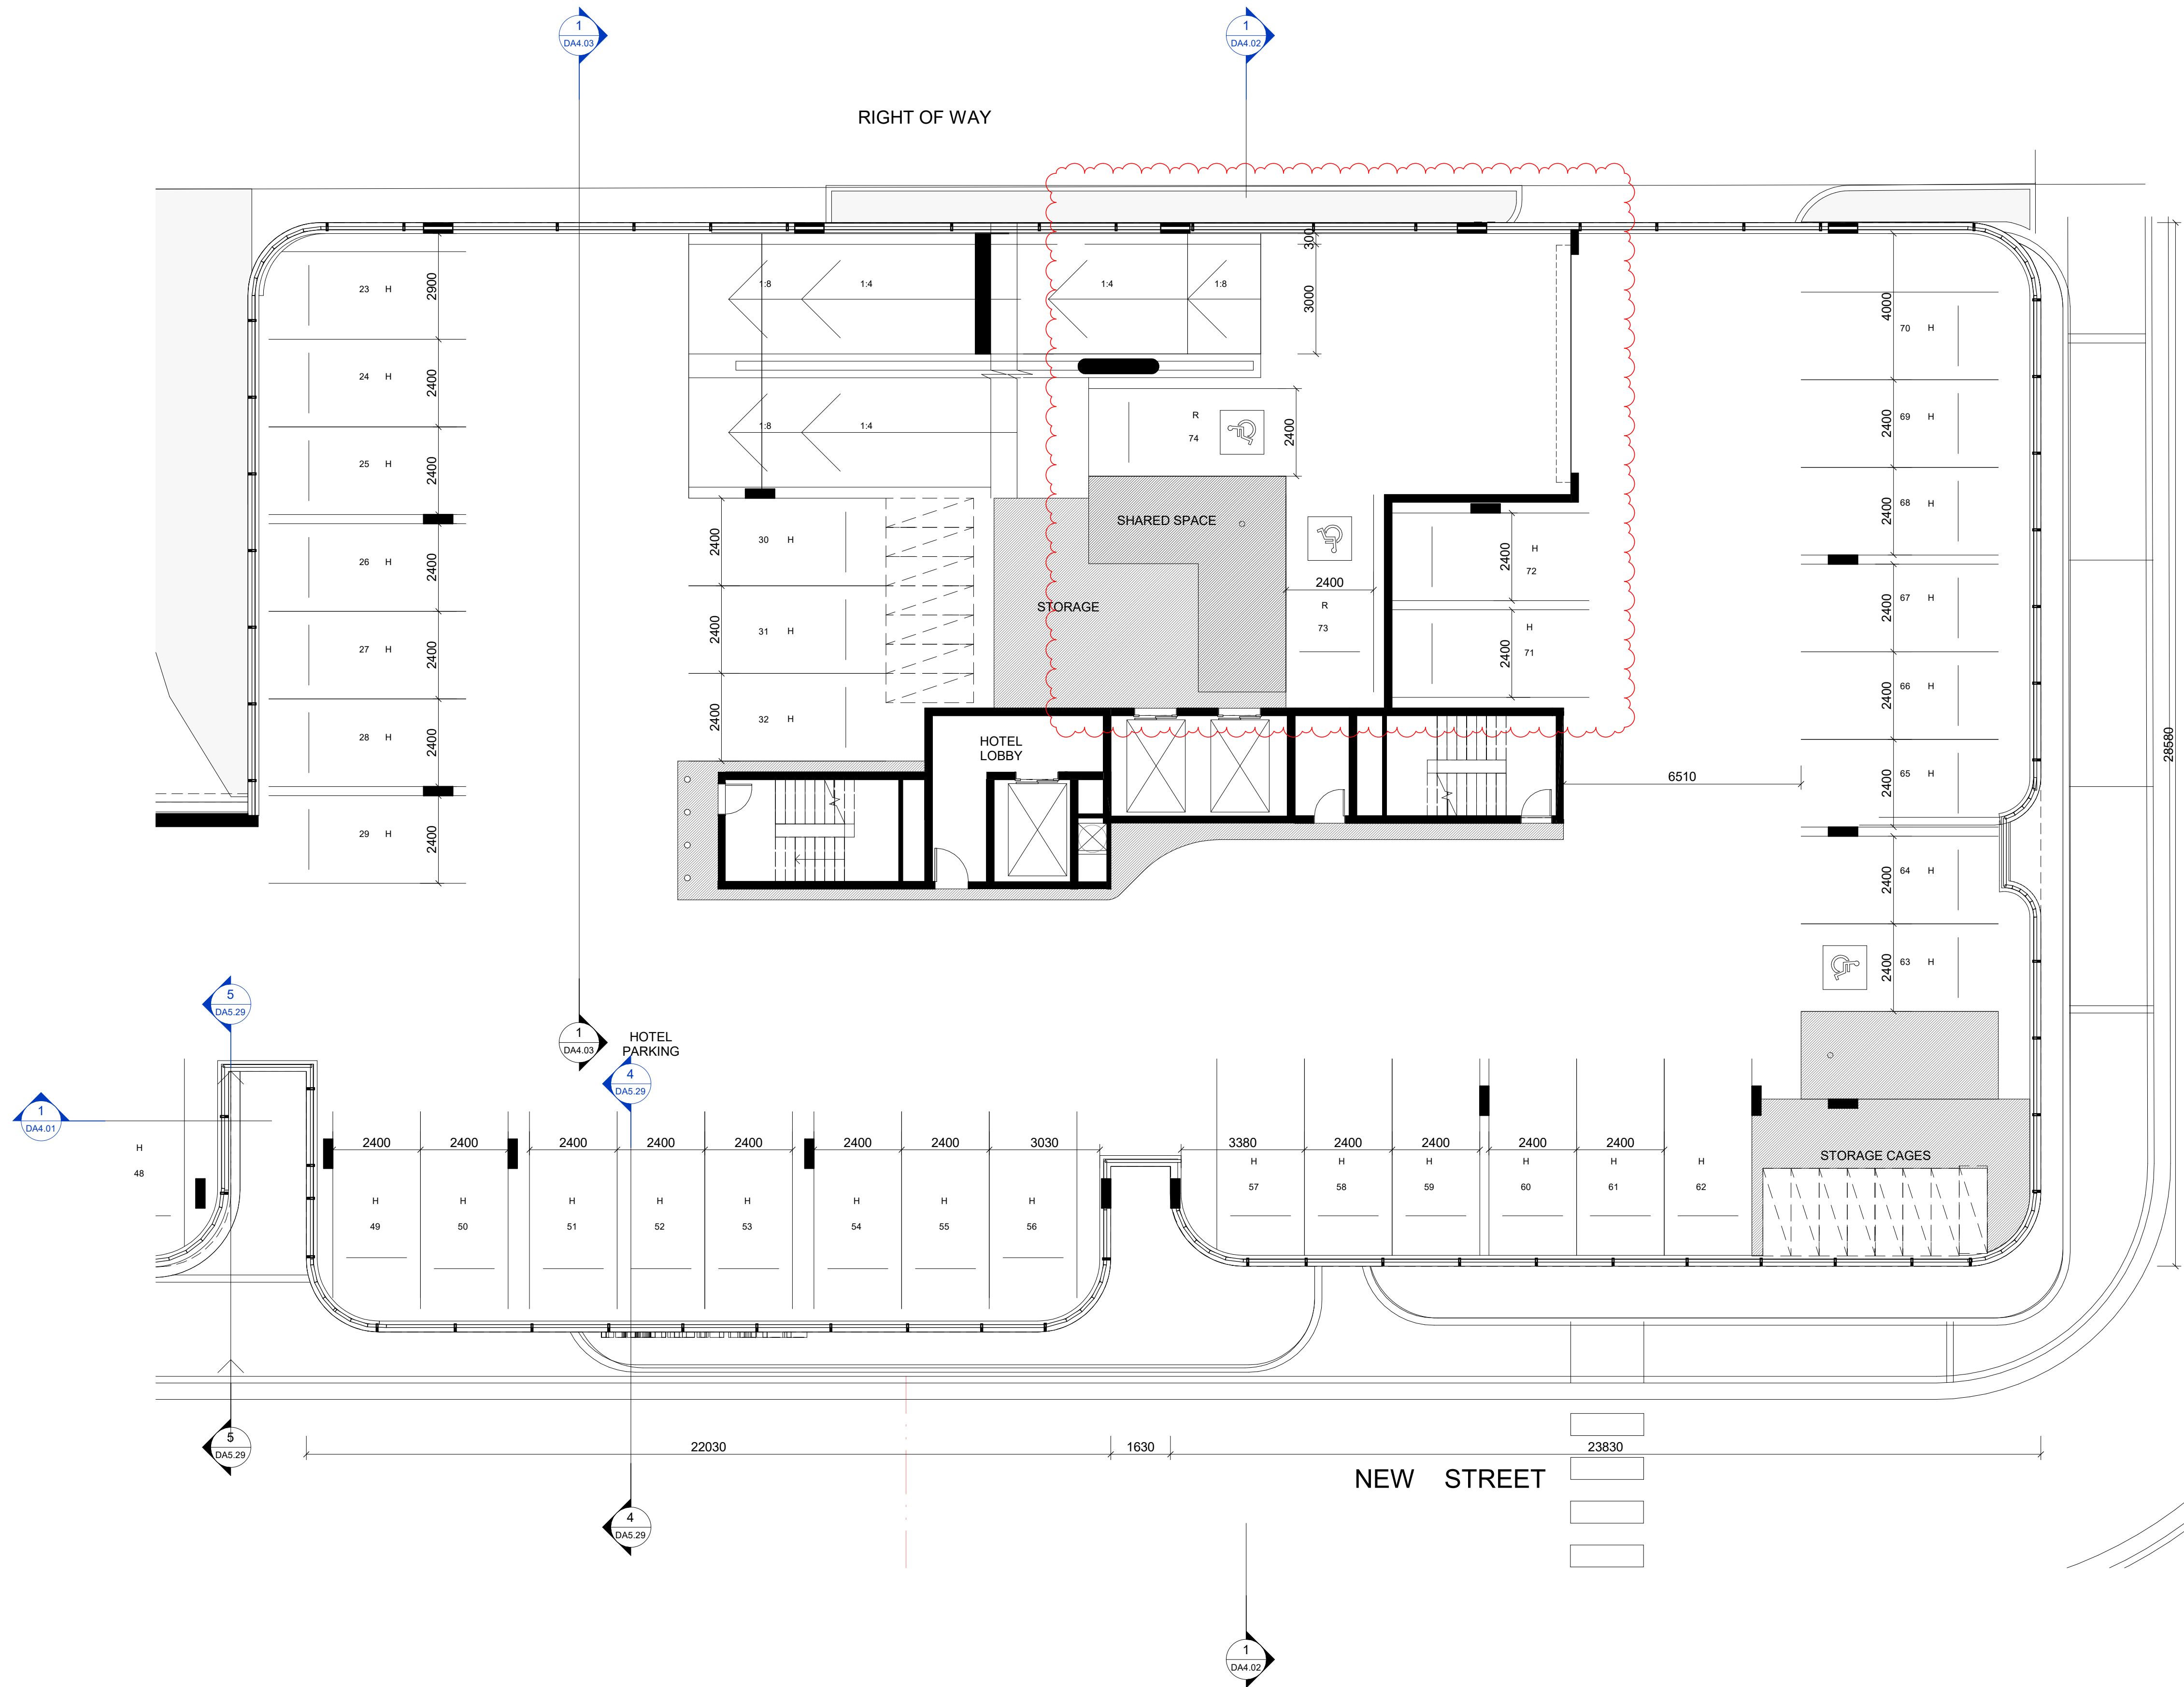 1
DA4.03
1
DA4.02
RIGHT OF WAY
300
3000
1:8
1:4
1:4
1:8
1:8
1:4
23 H
2900
24 H
2400
25 H
2400
26 H
2400
27 H
2400
28 H
2400
29 H
2400
2400
30 H
2400
31 H
2400
32 H
R
74
2400
SHARED SPACE
STORAGE
2400
R
73
2400
H
72
2400
H
71
4000
70 H
2400
69 H
2400
68 H
2400
67 H
2400
66 H
2400
65 H
2400
64 H
2400
63 H
28580
6510
HOTEL
LOBBY
5
DA5.29
1
DA4.03
HOTEL
PARKING
4
DA5.29
1
DA4.01
H
48
2400
2400
2400
2400
2400
2400
2400
3030
H
49
H
50
H
51
H
52
H
53
H
54
H
55
H
56
3380
2400
2400
2400
2400
H
57
H
58
H
59
H
60
H
61
H
62
STORAGE CAGES
5
DA5.29
22030
1630
23830
NEW STREET
4
DA5.29
1
DA4.02